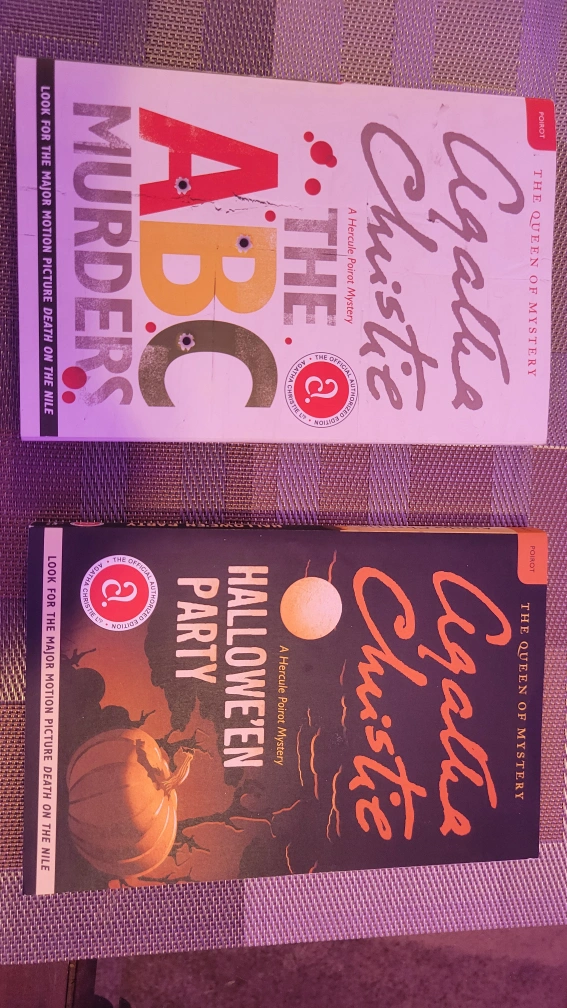 POIROT
THE QUEEN OF MYSTERY
Agatha
Christie
A Hercule Poirot Mystery
THE
ABC
MURDERS
THE OFFICIAL AUTHORIZED EDITION
AGATHA CHRISTIE LTD
a
LOOK FOR THE MAJOR MOTION PICTURE DEATH ON THE NILE
POIROT
THE QUEEN OF MYSTERY
Agatha
Christie
A Hercule Poirot Mystery
HALLOWE'EN
PARTY
THE OFFICIAL AUTHORIZED EDITION
AGATHA CHRISTIE LTD
a
LOOK FOR THE MAJOR MOTION PICTURE DEATH ON THE NILE